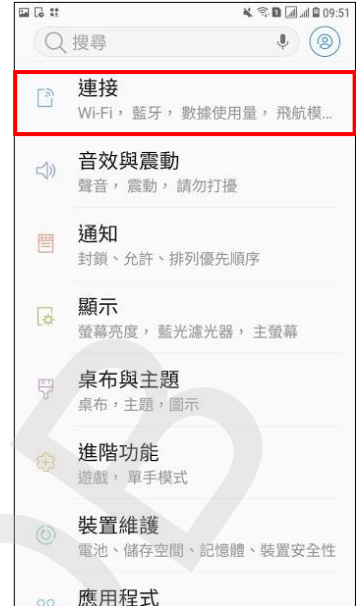 09:51
搜尋
連接
Wi-Fi， 藍牙， 數據使用量， 飛航模...
音效與震動
聲音， 震動， 請勿打擾
通知
封鎖、允許、排列優先順序
顯示
螢幕亮度， 藍光濾光器， 主螢幕
桌布與主題
桌布，主題，圖示
進階功能
遊戲， 單手模式
裝置維護
電池、儲存空間、記憶體、裝置安全性
應用程式